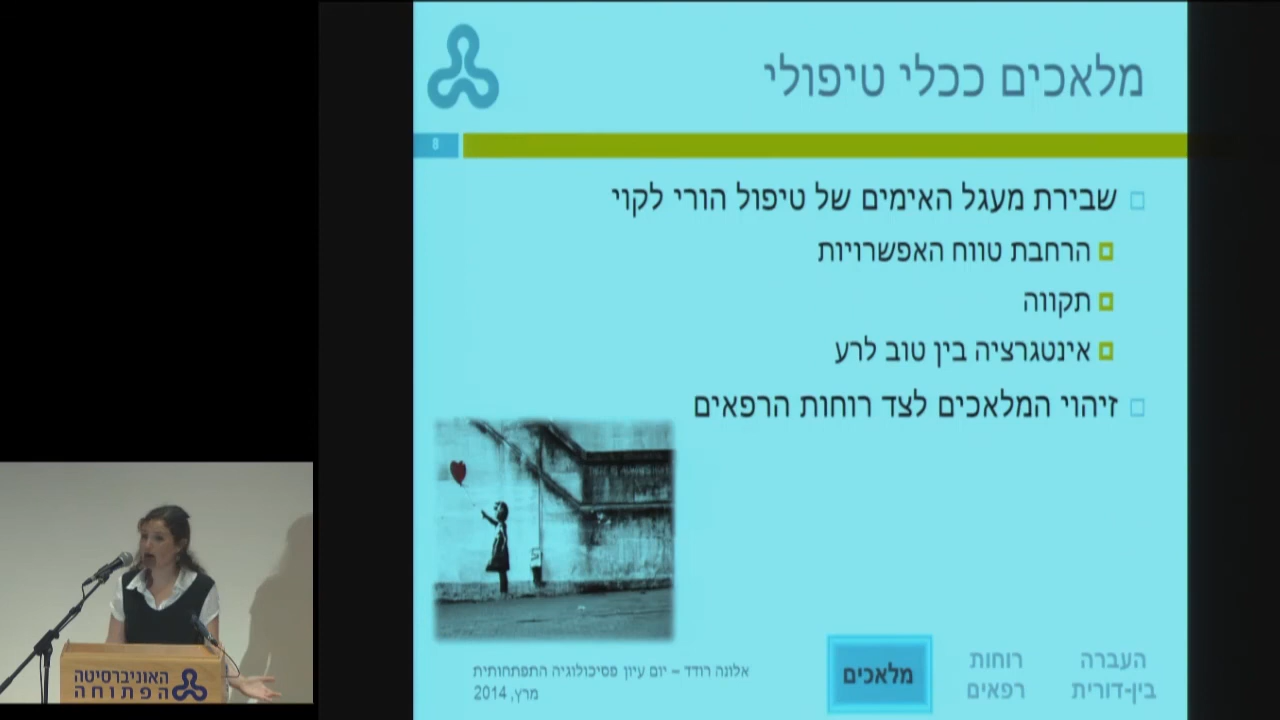 מלאכים ככלי טיפולי
8
שבירת מעגל האימים של טיפול הורי לקוי
הרחבת טווח האפשרויות
תקווה
אינטגרציה בין טוב לרע
זיהוי המלאכים לצד רוחות הרפאים
אלונה רודד – יום עיון פסיכולוגיה התפתחותית
מרץ, 2014
העברה
בין-דורית
רוחות
רפאים
מלאכים
האוניברסיטה
הפתוחה